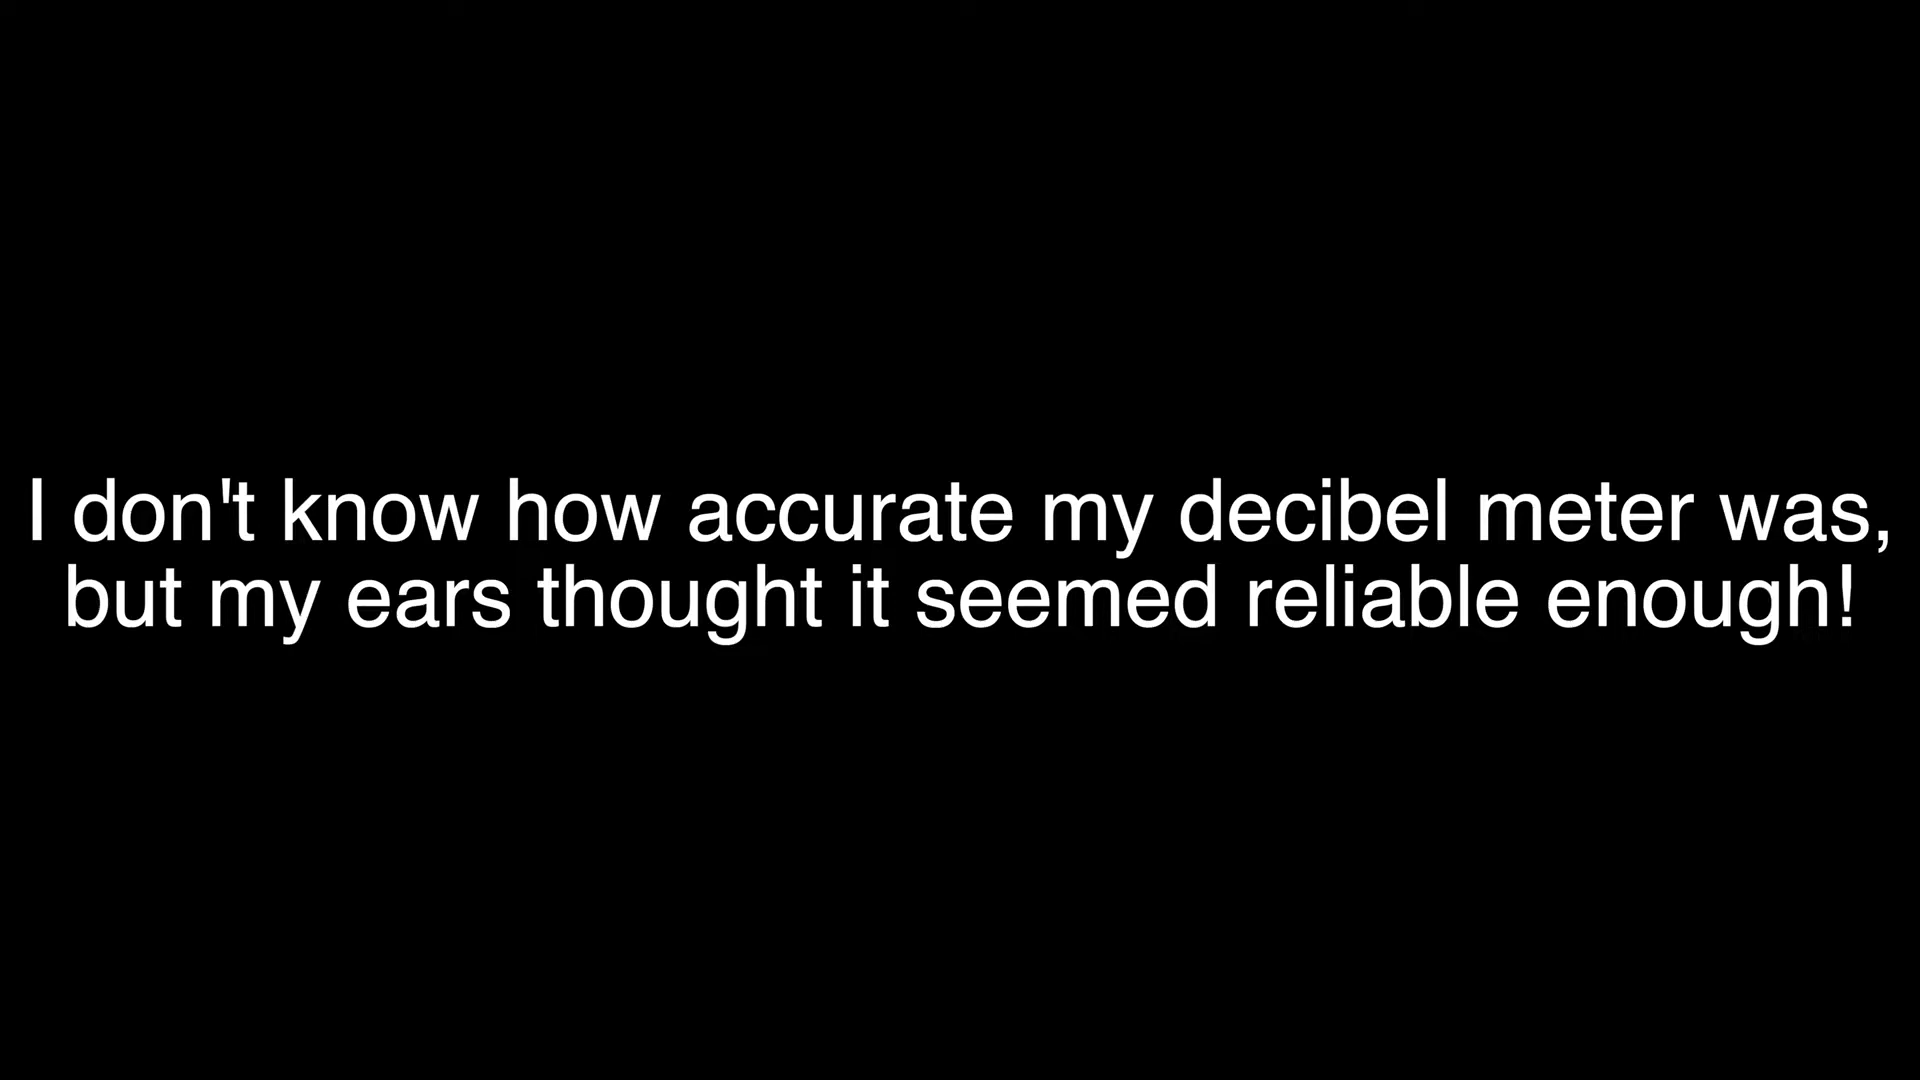 I don't know how accurate my decibel meter was,
but my ears thought it seemed reliable enough!